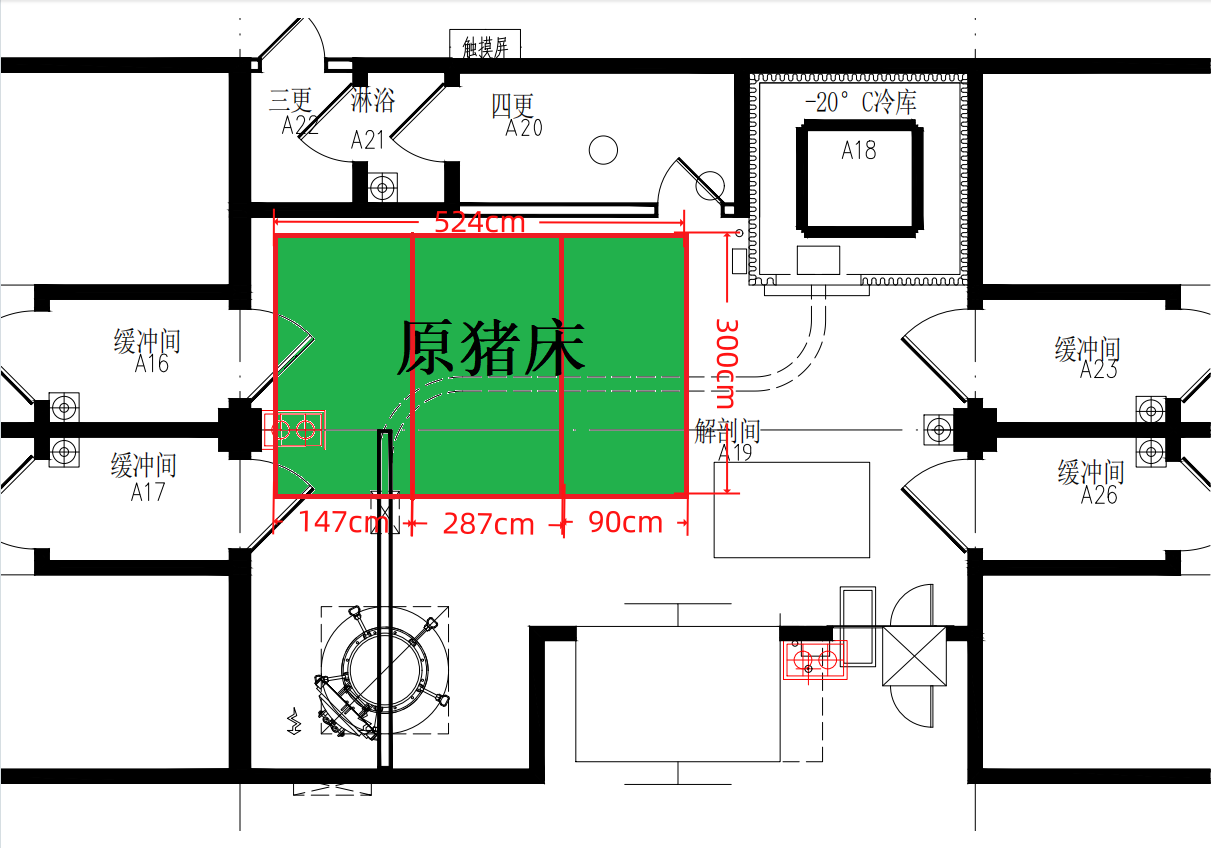 触摸屏
三更
A22
淋浴
A21
四更
A20
-20°C冷库
A18
524cm
原猪床
300cm
缓冲间
A16
缓冲间
A23
解剖间
A19
缓冲间
A17
缓冲间
A26
147cm
287cm
90cm